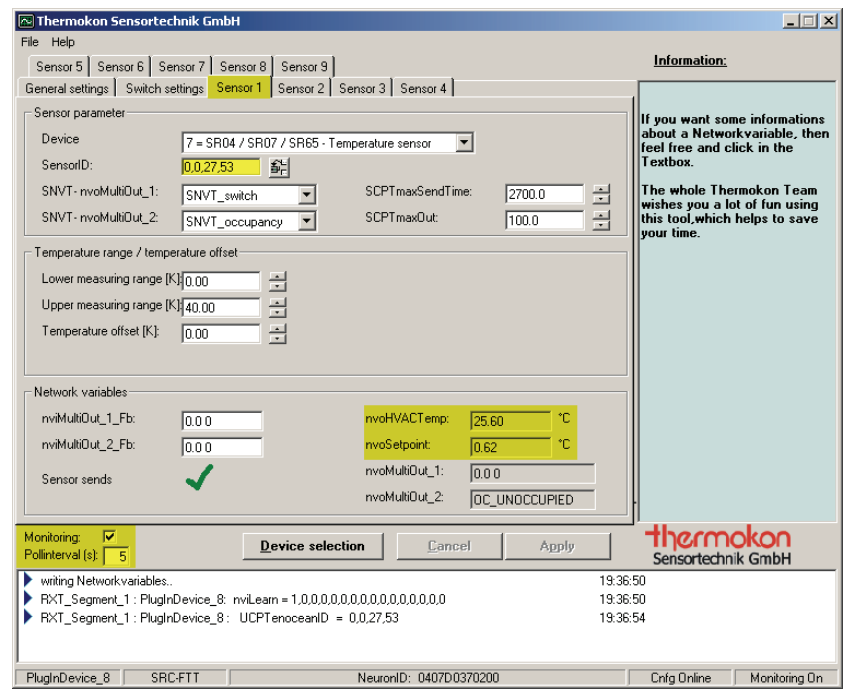 Thermokon Sensortechnik GmbH
File Help
Sensor 5 Sensor 6 Sensor 7 Sensor 8 Sensor 9
General settings Switch settings Sensor 1 Sensor 2 Sensor 3 Sensor 4
Sensor parameter
Device 7 = SR04 / SR07 / SR65 - Temperature sensor
SensorID: 0,0,27,53
SNVT- nvoMultiOut_1: SNVT_switch SCPTmaxSendTime: 2700.0
SNVT- nvoMultiOut_2: SNVT_occupancy SCPTmaxOut: 100.0
Temperature range / temperature offset
Lower measuring range [K]: 0.00
Upper measuring range [K]: 40.00
Temperature offset [K]: 0.00
Network variables
nviMultiOut_1_Fb: 0.0 0 nvoHVACTemp: 25.60 °C
nviMultiOut_2_Fb: 0.0 0 nvoSetpoint: 0.62 °C
Sensor sends nvoMultiOut_1: 0.0 0
nvoMultiOut_2: OC_UNOCCUPIED
Information:
If you want some informations
about a Networkvariable, then
feel free and click in the
Textbox.
The whole Thermokon Team
wishes you a lot of fun using
this tool,which helps to save
your time.
Monitoring:
Pollinterval (s): 5
Device selection Cancel Apply
thermokon
Sensortechnik GmbH
writing Networkvariables.. 19:36:50
RXT_Segment_1 : PlugInDevice_8: nviLearn = 1,0,0,0,0,0,0,0,0,0,0,0,0,0,0,0 19:36:50
RXT_Segment_1 : PlugInDevice_8 : UCPTenoceanID = 0,0,27,53 19:36:54
PlugInDevice_8 SRC-FTT NeuronID: 0407D0370200 Cnfg Online Monitoring On